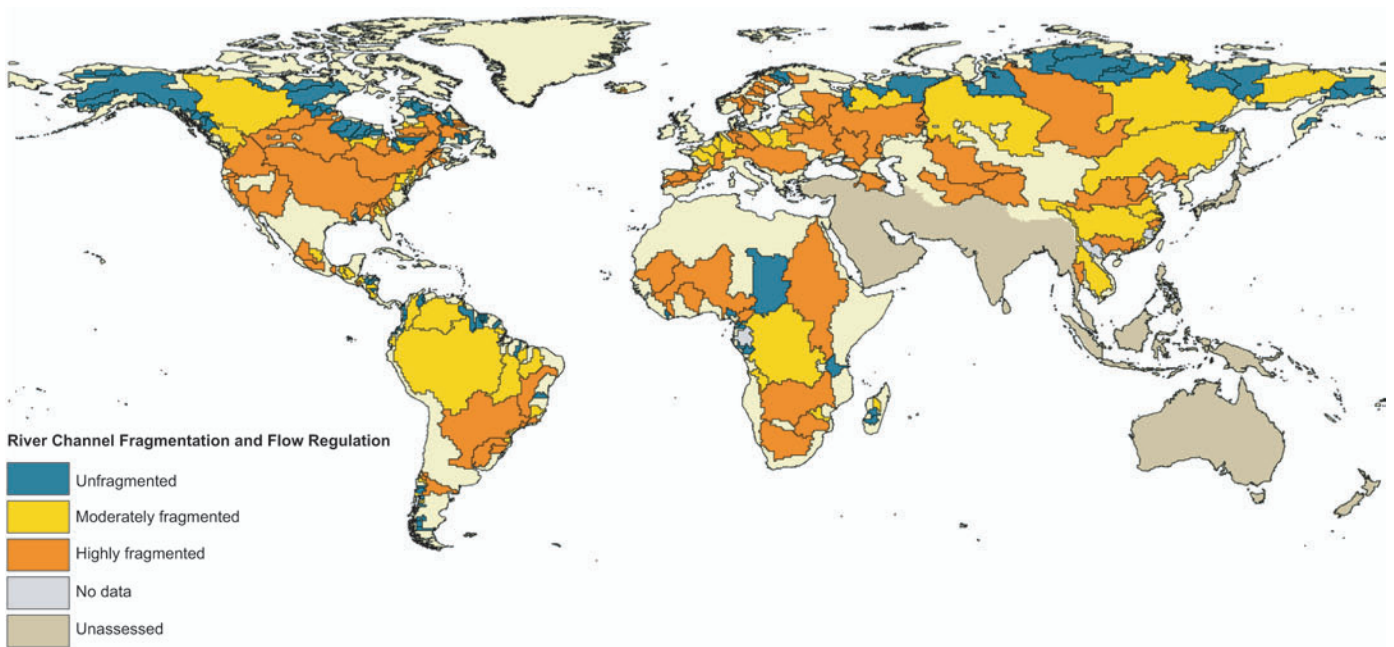 River Channel Fragmentation and Flow Regulation
Unfragmented
Moderately fragmented
Highly fragmented
No data
Unassessed